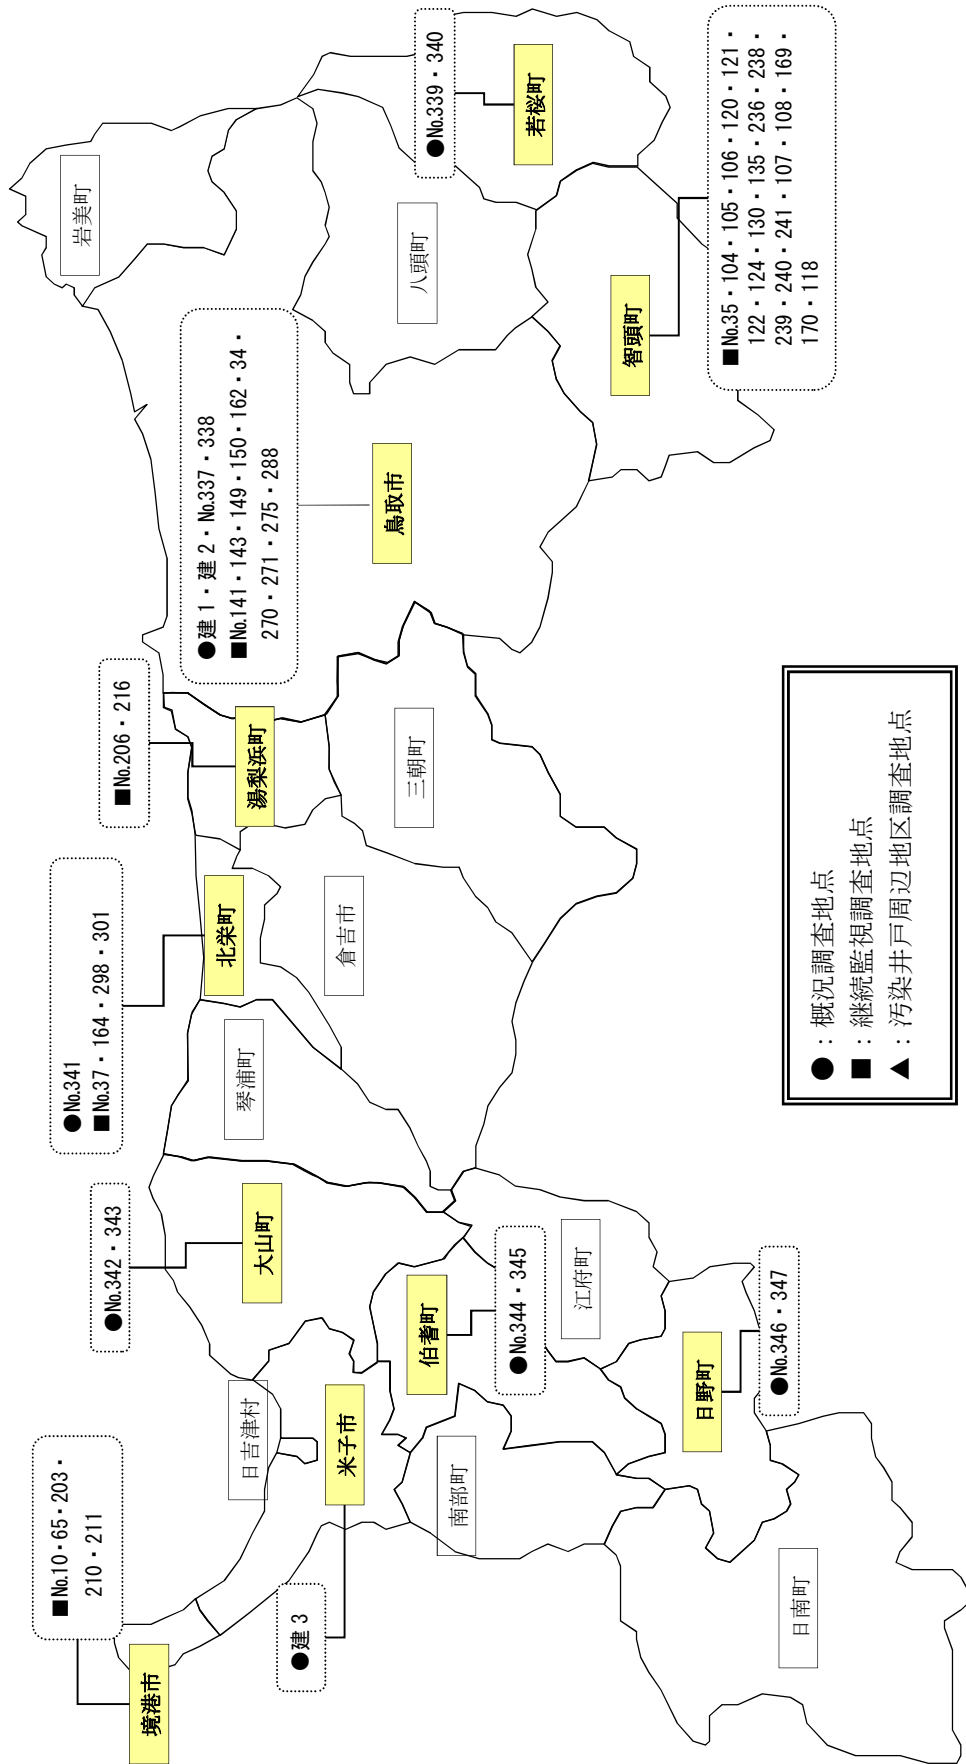 ■No.10・65・203・
210・211
境港市
●建3
米子市
日吉津村
●No.342・343
大山町
伯耆町
●No.344・345
南部町
江府町
日野町
●No.346・347
日南町
●No.341
■No.37・164・298・301
北栄町
琴浦町
倉吉市
■No.206・216
湯梨浜町
三朝町
●建1・建2・No.337・338
■No.141・143・149・150・162・34・
270・271・275・288
鳥取市
岩美町
八頭町
●No.339・340
若桜町
智頭町
■No.35・104・105・106・120・121・
122・124・130・135・236・238・
239・240・241・107・108・169・
170・118
●：概況調査地点
■：継続監視調査地点
▲：汚染井戸周辺地区調査地点